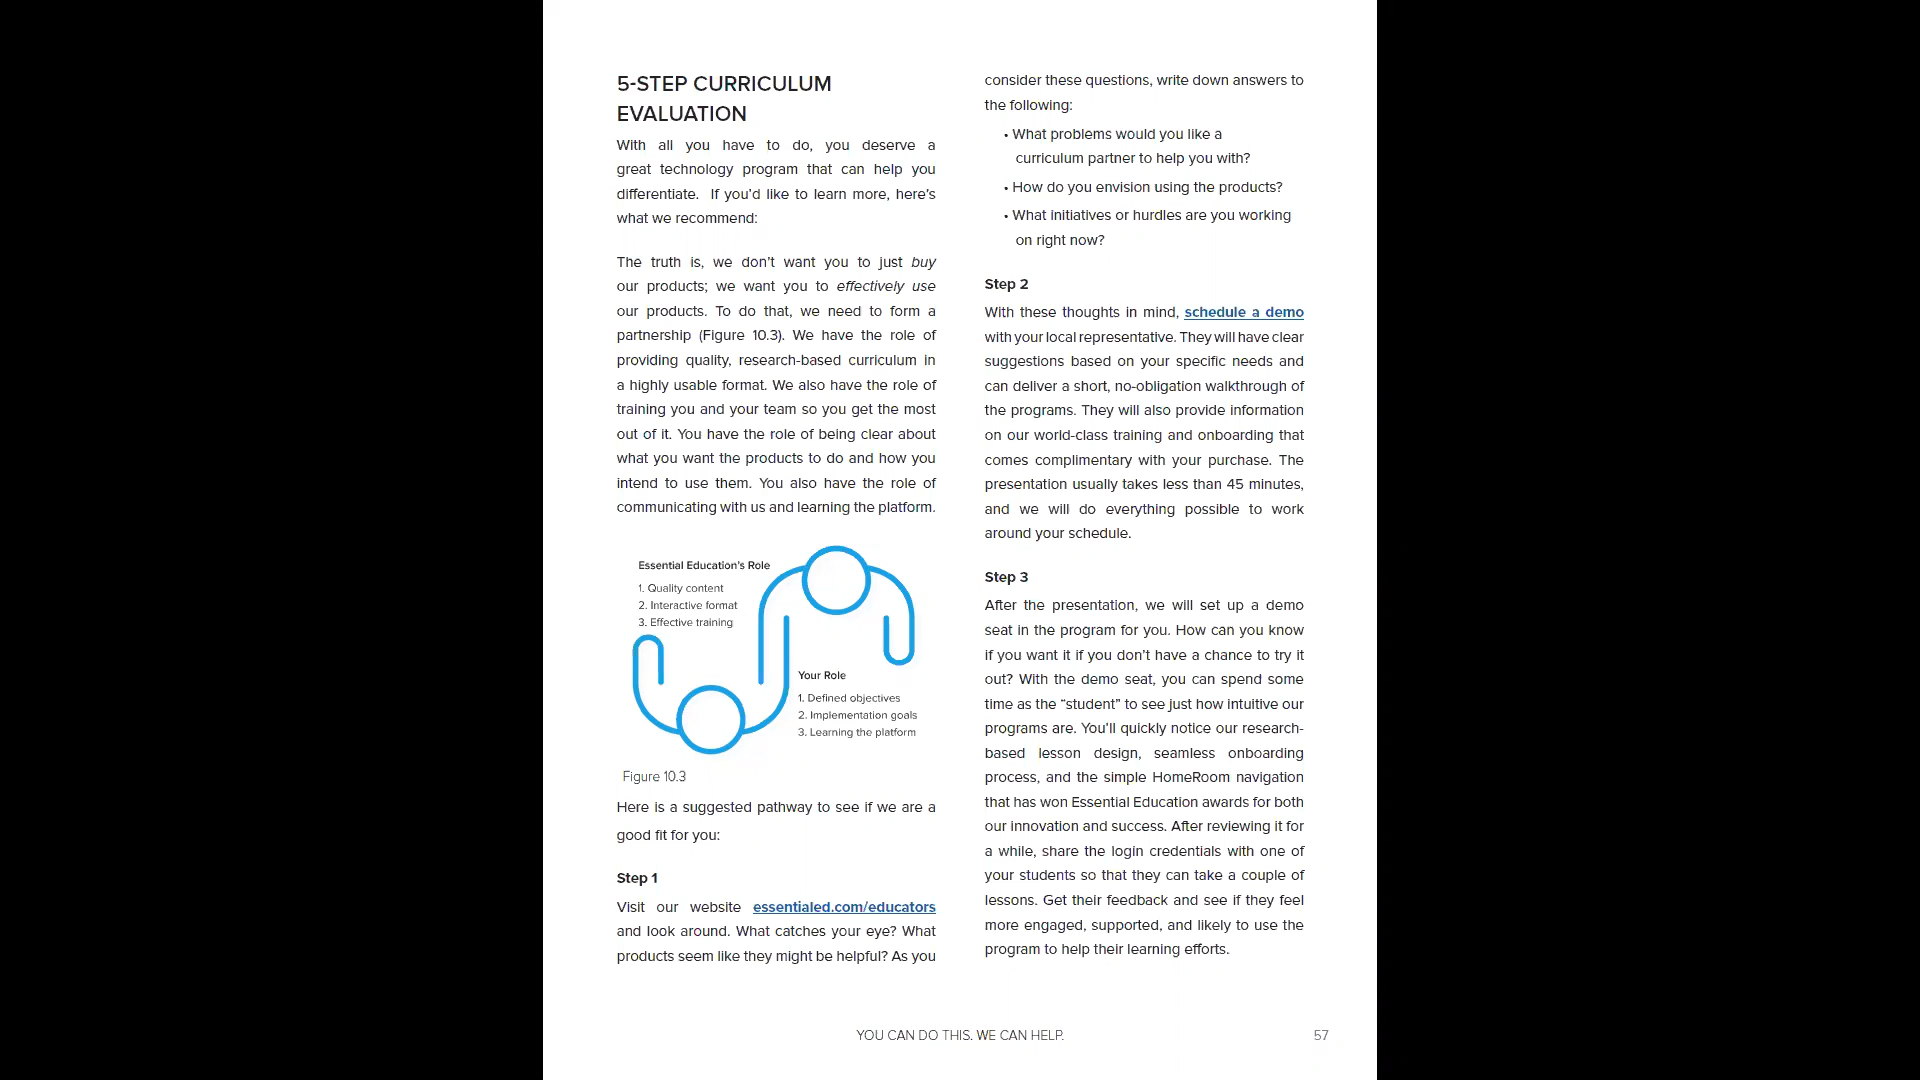 5-STEP CURRICULUM
EVALUATION
With all you have to do, you deserve a
great technology program that can help you
differentiate.  If you’d like to learn more, here’s
what we recommend:
The truth is, we don’t want you to just buy
our products; we want you to effectively use
our products. To do that, we need to form a
partnership (Figure 10.3). We have the role of
providing quality, research-based curriculum in
a highly usable format. We also have the role of
training you and your team so you get the most
out of it. You have the role of being clear about
what you want the products to do and how you
intend to use them. You also have the role of
communicating with us and learning the platform.
Essential Education’s Role
1. Quality content
2. Interactive format
3. Effective training
Your Role
1. Defined objectives
2. Implementation goals
3. Learning the platform
Figure 10.3
Here is a suggested pathway to see if we are a
good fit for you:
Step 1
Visit our website essentialed.com/educators
and look around. What catches your eye? What
products seem like they might be helpful? As you
consider these questions, write down answers to
the following:
• What problems would you like a
curriculum partner to help you with?
• How do you envision using the products?
• What initiatives or hurdles are you working
on right now?
Step 2
With these thoughts in mind, schedule a demo
with your local representative. They will have clear
suggestions based on your specific needs and
can deliver a short, no-obligation walkthrough of
the programs. They will also provide information
on our world-class training and onboarding that
comes complimentary with your purchase. The
presentation usually takes less than 45 minutes,
and we will do everything possible to work
around your schedule.
Step 3
After the presentation, we will set up a demo
seat in the program for you. How can you know
if you want it if you don’t have a chance to try it
out? With the demo seat, you can spend some
time as the “student” to see just how intuitive our
programs are. You’ll quickly notice our research-
based lesson design, seamless onboarding
process, and the simple HomeRoom navigation
that has won Essential Education awards for both
our innovation and success. After reviewing it for
a while, share the login credentials with one of
your students so that they can take a couple of
lessons. Get their feedback and see if they feel
more engaged, supported, and likely to use the
program to help their learning efforts.
YOU CAN DO THIS. WE CAN HELP.
57